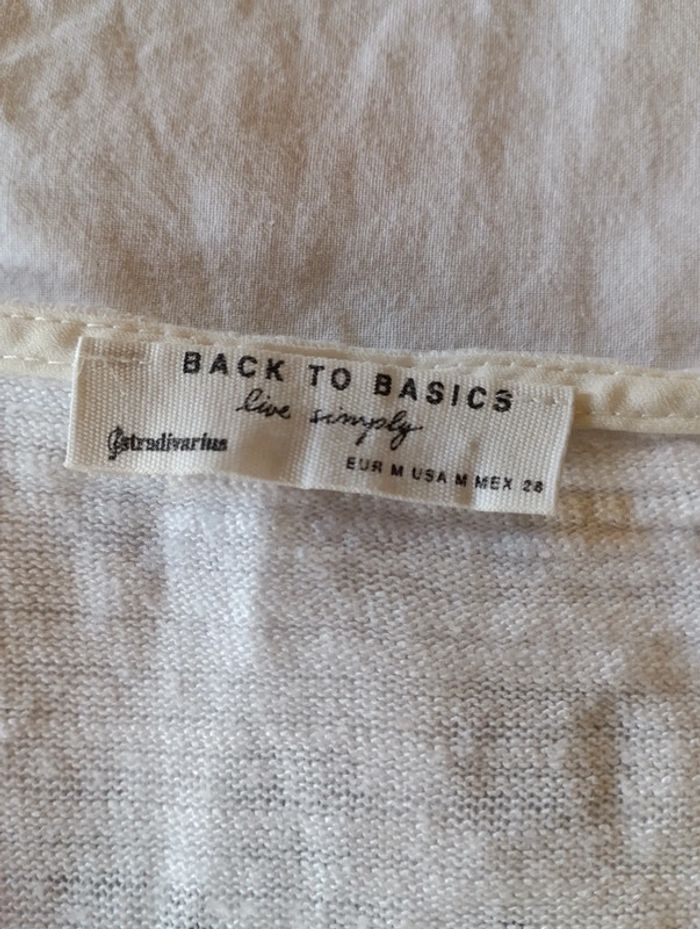 BACK TO BASICS
live simply
stradivarius
EUR M USA M MEX 28